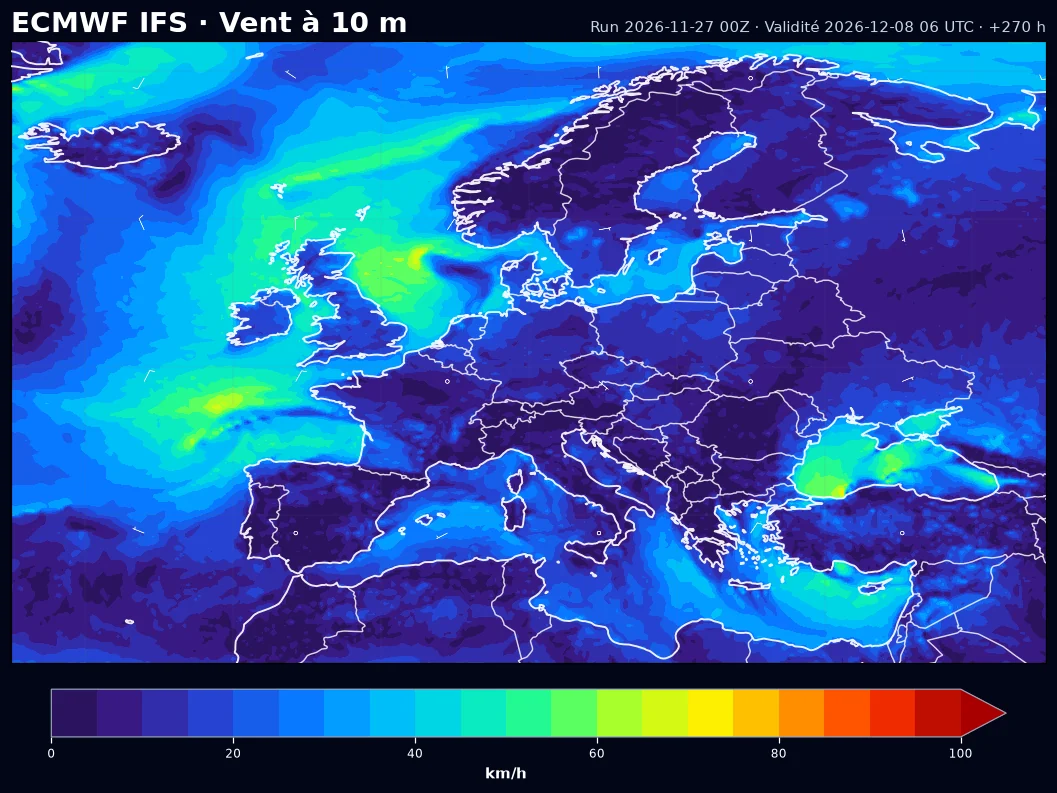 ECMWF IFS · Vent à 10 m
Run 2026-11-27 00Z · Validité 2026-12-08 06 UTC · +270 h
0 20 40 60 80 100
km/h